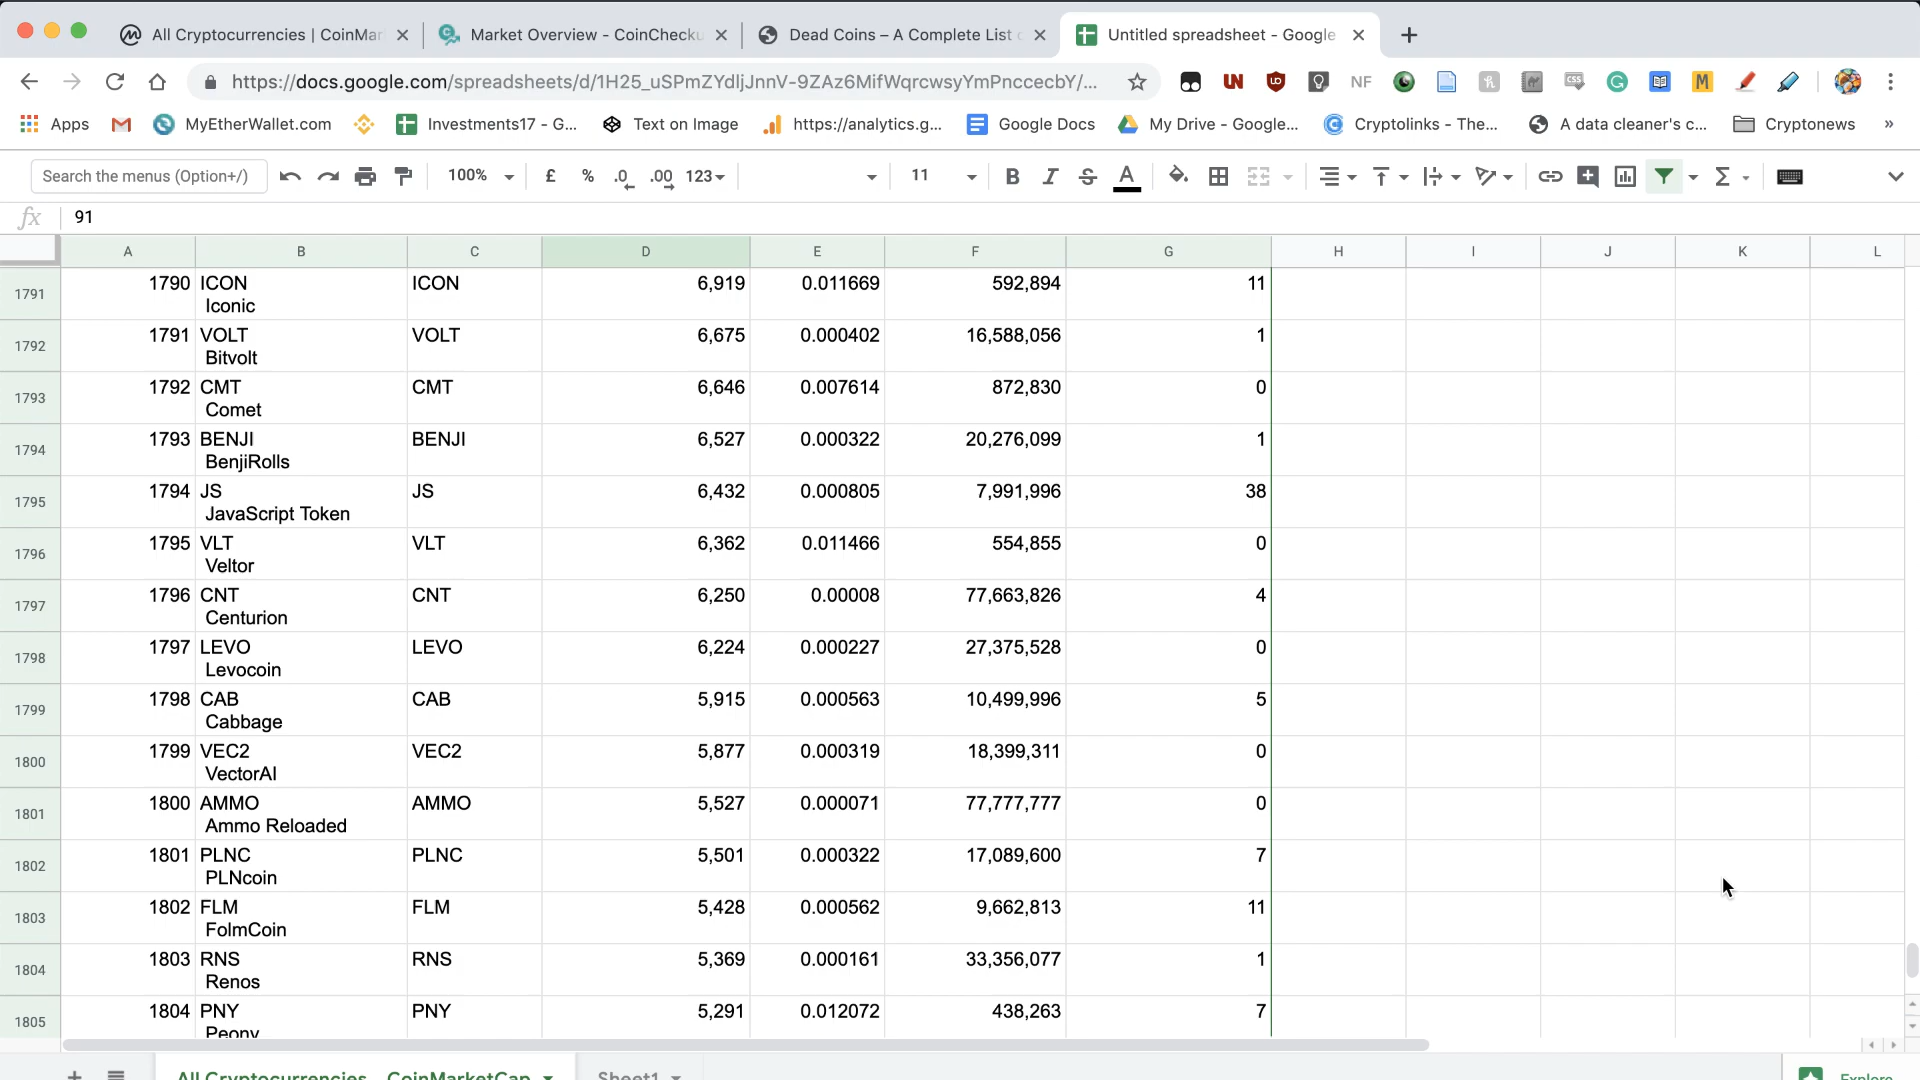 All Cryptocurrencies | CoinMar
Market Overview - CoinChecku
Dead Coins – A Complete List o
Untitled spreadsheet - Google
https://docs.google.com/spreadsheets/d/1H25_uSPmZYdljJnnV-9ZAz6MifWqrcwsyYmPnccecbY/...
UN
NF
CSS
M
Apps
MyEtherWallet.com
Investments17 - G...
Text on Image
https://analytics.g...
Google Docs
My Drive - Google...
Cryptolinks - The...
A data cleaner's c...
Cryptonews
»
Search the menus (Option+/)
100%
£
%
.0
.00
123
11
B
I
S
A
Σ
fx
91
A B C D E F G H I J K L
1791 1790 ICON ICON 6,919 0.011669 592,894 11
Iconic
1792 1791 VOLT VOLT 6,675 0.000402 16,588,056 1
Bitvolt
1793 1792 CMT CMT 6,646 0.007614 872,830 0
Comet
1794 1793 BENJI BENJI 6,527 0.000322 20,276,099 1
BenjiRolls
1795 1794 JS JS 6,432 0.000805 7,991,996 38
JavaScript Token
1796 1795 VLT VLT 6,362 0.011466 554,855 0
Veltor
1797 1796 CNT CNT 6,250 0.00008 77,663,826 4
Centurion
1798 1797 LEVO LEVO 6,224 0.000227 27,375,528 0
Levocoin
1799 1798 CAB CAB 5,915 0.000563 10,499,996 5
Cabbage
1800 1799 VEC2 VEC2 5,877 0.000319 18,399,311 0
VectorAI
1801 1800 AMMO AMMO 5,527 0.000071 77,777,777 0
Ammo Reloaded
1802 1801 PLNC PLNC 5,501 0.000322 17,089,600 7
PLNcoin
1803 1802 FLM FLM 5,428 0.000562 9,662,813 11
FolmCoin
1804 1803 RNS RNS 5,369 0.000161 33,356,077 1
Renos
1805 1804 PNY PNY 5,291 0.012072 438,263 7
Peony
All Cryptocurrencies _ CoinMarketCap
Sheet1
Explore